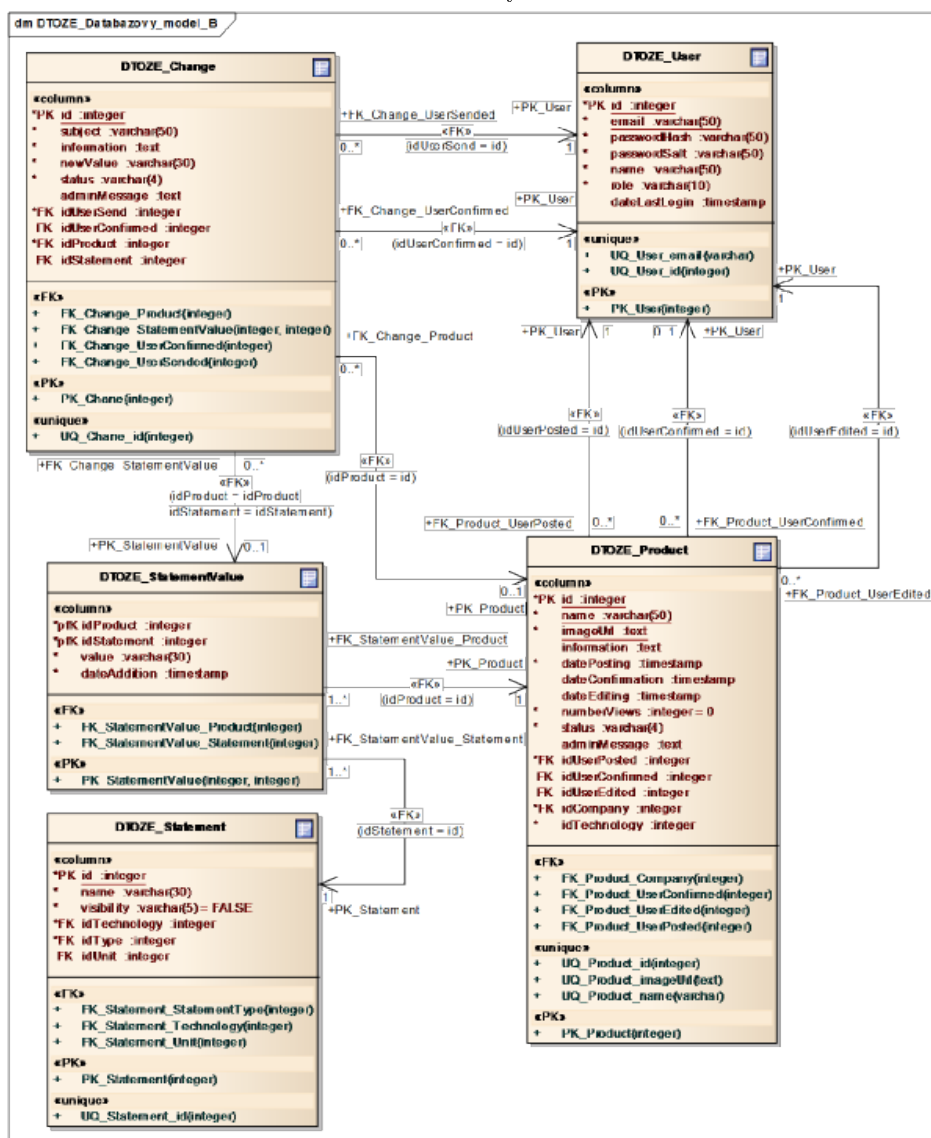 dm DTOZE_Databazovy_model_B
DTOZE_Change
«column»
*PK id :integer
* subject :varchar(50)
* information :text
* newValue :varchar(30)
* status :varchar(4)
adminMessage :text
*FK idUserSend :integer
FK idUserConfirmed :integer
*FK idProduct :integer
FK idStatement :integer
«FK»
+ FK_Change_Product(integer)
+ FK_Change_StatementValue(integer, integer)
+ FK_Change_UserConfirmed(integer)
+ FK_Change_UserSended(integer)
«PK»
+ PK_Chane(integer)
«unique»
+ UQ_Chane_id(integer)
DTOZE_User
«column»
*PK id :integer
* email :varchar(50)
* passwordHash :varchar(50)
* passwordSalt :varchar(50)
* name :varchar(50)
* role :varchar(10)
dateLastLogin :timestamp
«unique»
+ UQ_User_email(varchar)
+ UQ_User_id(integer)
«PK»
+ PK_User(integer)
+FK_Change_UserSended
+PK_User
«FK»
0..*
(idUserSend = id)
1
+FK_Change_UserConfirmed
+PK_User
«FK»
0..*
(idUserConfirmed = id)
1
+PK_User
1
+PK_User
1
0..1
+PK_User
+FK_Change_Product
0..*
«FK»
(idProduct = id)
«FK»
(idUserPosted = id)
«FK»
(idUserConfirmed = id)
«FK»
(idUserEdited = id)
+FK_Change_StatementValue
0..*
«FK»
(idProduct = idProduct
idStatement = idStatement)
+PK_StatementValue
0..1
+FK_Product_UserPosted
0..*
0..*
+FK_Product_UserConfirmed
0..*
+FK_Product_UserEdited
0..1
+PK_Product
DTOZE_StatementValue
«column»
*pfK idProduct :integer
*pfK idStatement :integer
* value :varchar(30)
* dateAddition :timestamp
«FK»
+ FK_StatementValue_Product(integer)
+ FK_StatementValue_Statement(integer)
«PK»
+ PK_StatementValue(integer, integer)
+FK_StatementValue_Product
+PK_Product
«FK»
1..*
(idProduct = id)
1
+FK_StatementValue_Statement
1..*
«FK»
(idStatement = id)
1
+PK_Statement
DTOZE_Product
«column»
*PK id :integer
* name :varchar(50)
* imageUrl :text
information :text
* datePosting :timestamp
dateConfirmation :timestamp
dateEditing :timestamp
* numberViews :integer = 0
* status :varchar(4)
adminMessage :text
*FK idUserPosted :integer
FK idUserConfirmed :integer
FK idUserEdited :integer
*FK idCompany :integer
* idTechnology :integer
«FK»
+ FK_Product_Company(integer)
+ FK_Product_UserConfirmed(integer)
+ FK_Product_UserEdited(integer)
+ FK_Product_UserPosted(integer)
«unique»
+ UQ_Product_id(integer)
+ UQ_Product_imageUrl(text)
+ UQ_Product_name(varchar)
«PK»
+ PK_Product(integer)
DTOZE_Statement
«column»
*PK id :integer
* name :varchar(30)
* visibility :varchar(5) = FALSE
*FK idTechnology :integer
*FK idType :integer
FK idUnit :integer
«FK»
+ FK_Statement_StatementType(integer)
+ FK_Statement_Technology(integer)
+ FK_Statement_Unit(integer)
«PK»
+ PK_Statement(integer)
«unique»
+ UQ_Statement_id(integer)